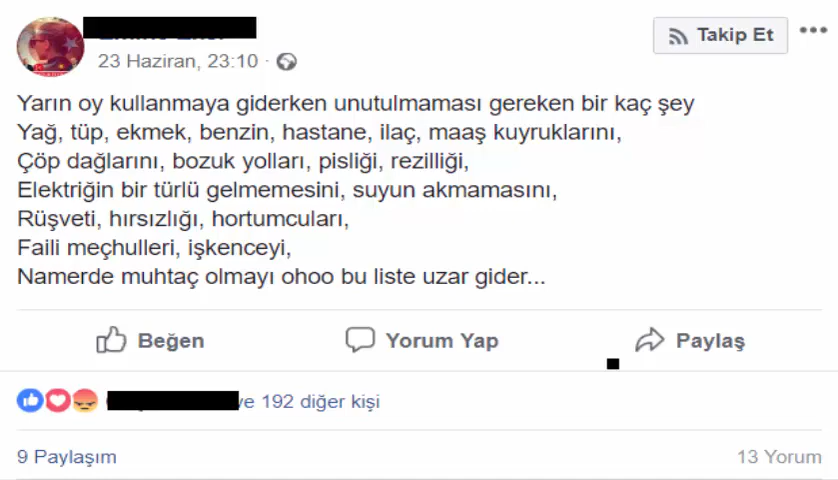 Takip Et
23 Haziran, 23:10 ·
Yarın oy kullanmaya giderken unutulmaması gereken bir kaç şey
Yağ, tüp, ekmek, benzin, hastane, ilaç, maaş kuyruklarını,
Çöp dağlarını, bozuk yolları, pisliği, rezilliği,
Elektriğin bir türlü gelmemesini, suyun akmamasını,
Rüşveti, hırsızlığı, hortumcuları,
Faili meçhulleri, işkenceyi,
Namerde muhtaç olmayı ohoo bu liste uzar gider...
Beğen Yorum Yap Paylaş
ve 192 diğer kişi
9 Paylaşım 13 Yorum